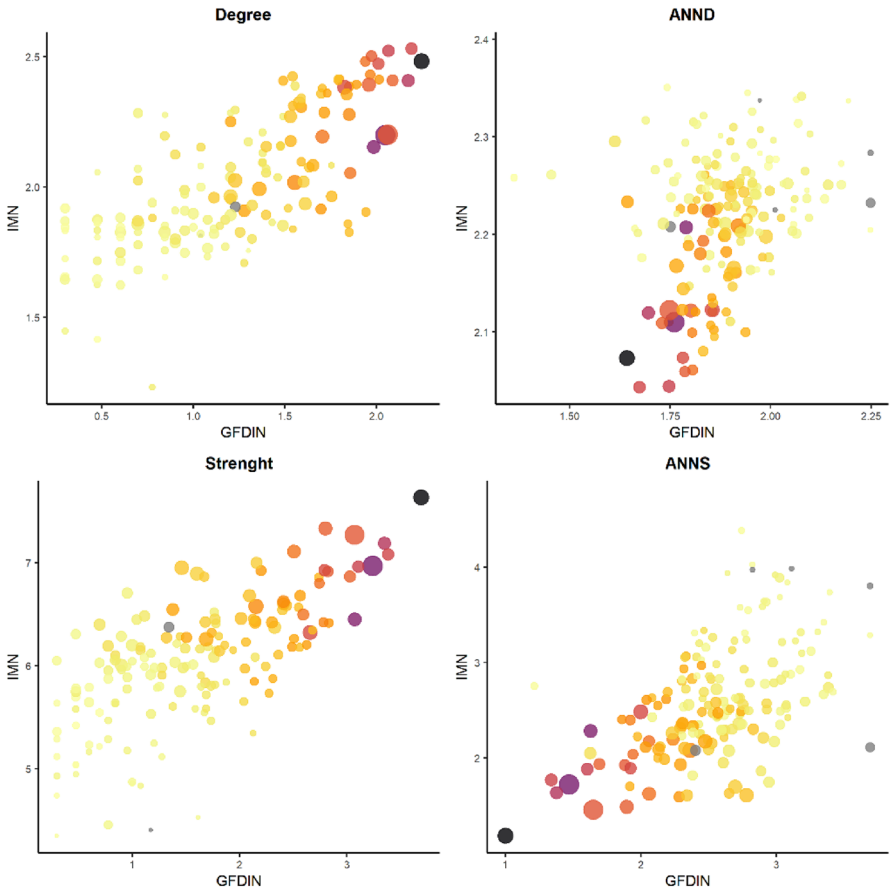 Degree
IMN
2.5
2.0
1.5
0.5
1.0
1.5
2.0
GFDIN
ANND
IMN
2.4
2.3
2.2
2.1
1.50
1.75
2.00
2.25
GFDIN
Strenght
IMN
7
6
5
1
2
3
GFDIN
ANNS
IMN
4
3
2
1
2
3
GFDIN